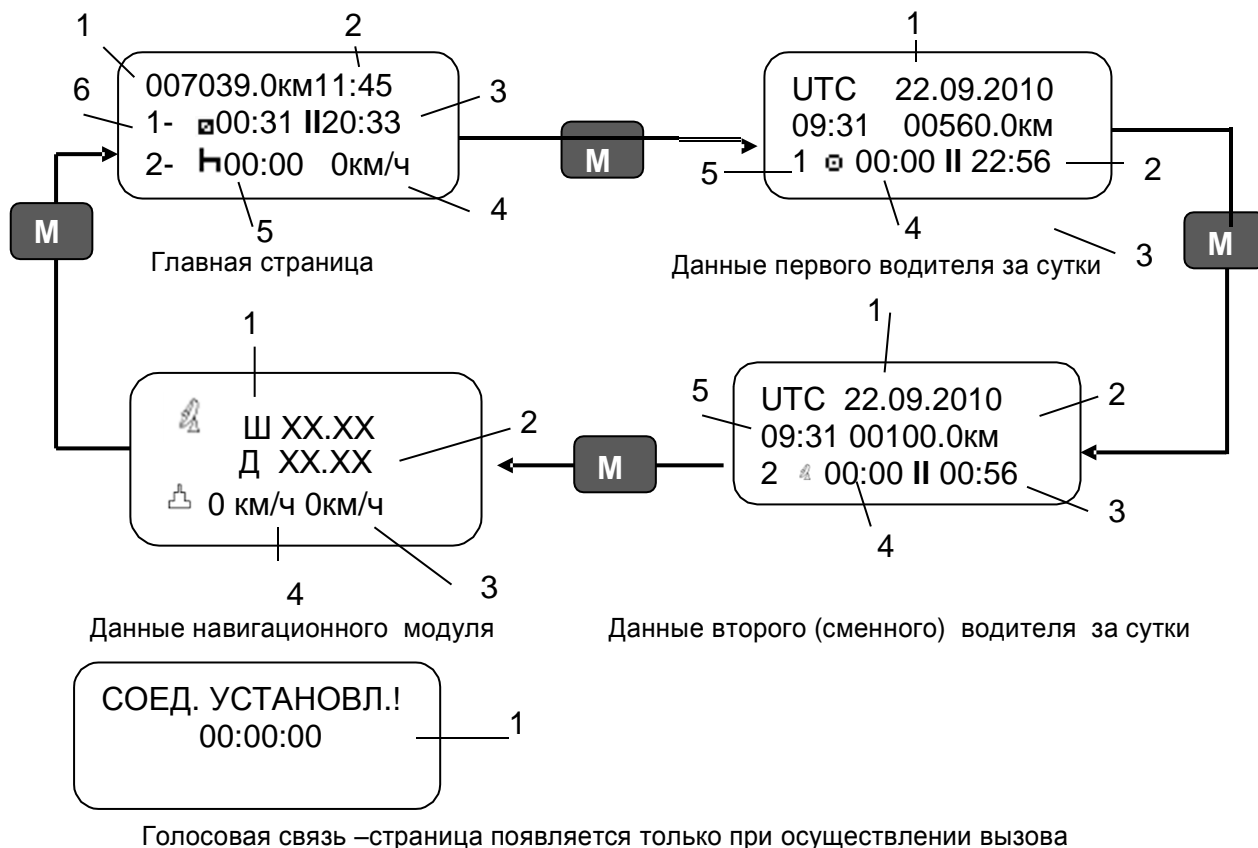 1
2
007039.0км11:45
6
3
1- 00:31 II20:33
2- 00:00 0км/ч
4
5
Главная страница
M
1
UTC 22.09.2010
09:31 00560.0км
5
1 00:00 II 22:56
2
4
3
Данные первого водителя за сутки
M
M
1
5
UTC 22.09.2010
2
09:31 00100.0км
2 00:00 II 00:56
3
4
Данные второго (сменного) водителя за сутки
M
1
Ш XX.XX
2
Д XX.XX
0 км/ч 0км/ч
4
3
Данные навигационного модуля
СОЕД. УСТАНОВЛ.!
00:00:00
1
Голосовая связь –страница появляется только при осуществлении вызова